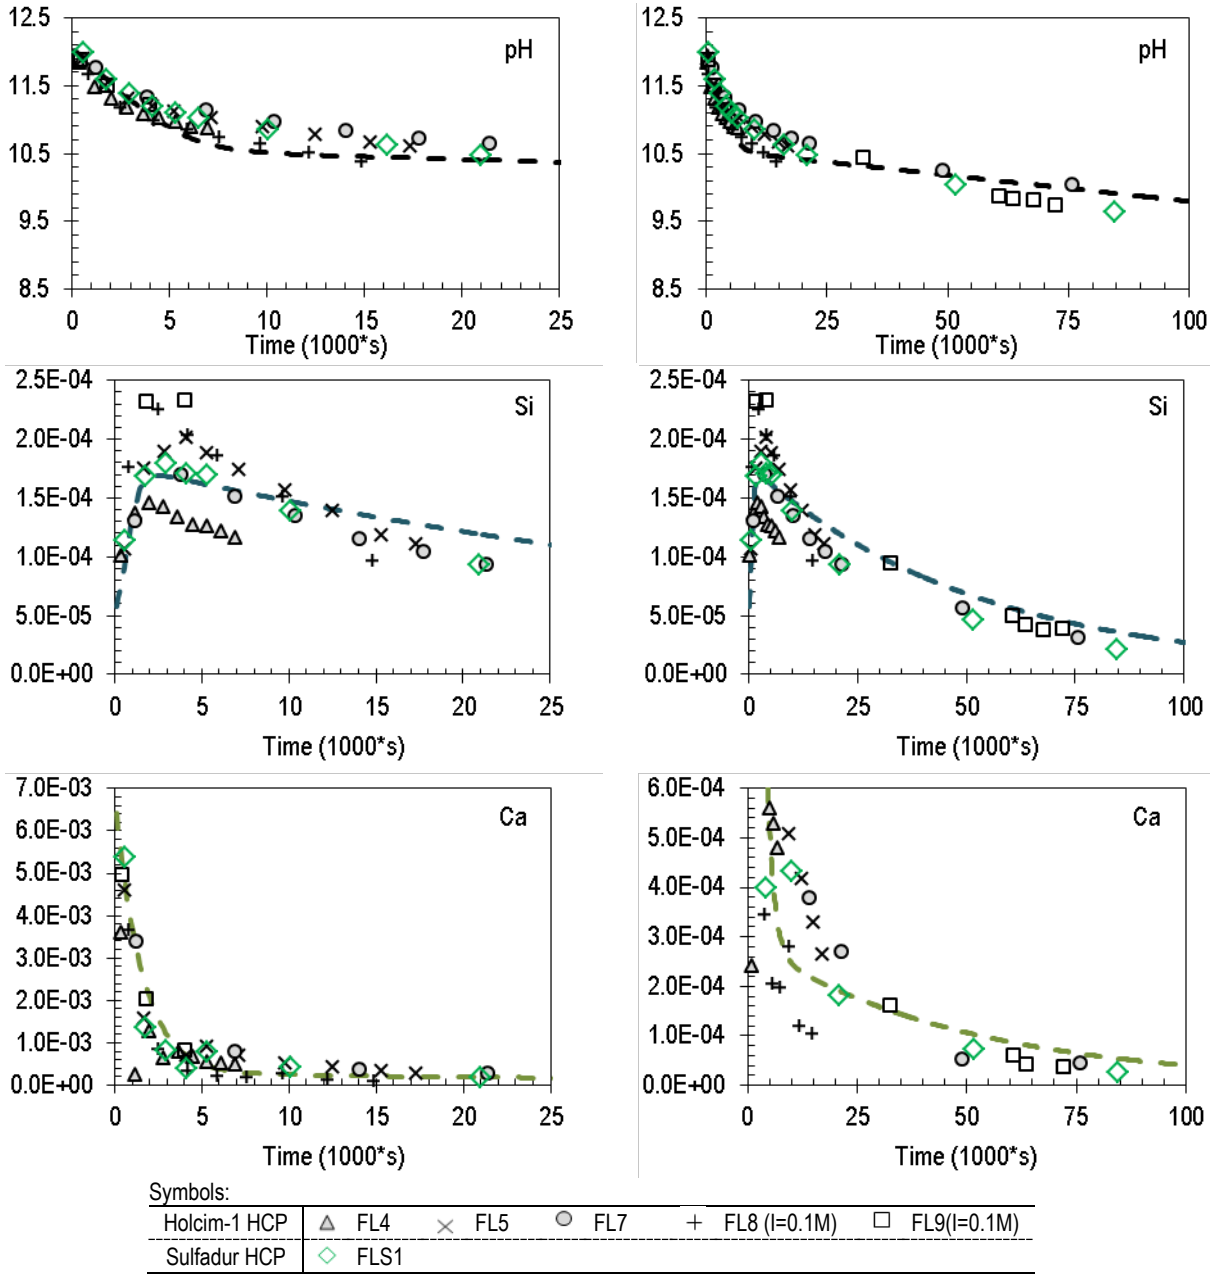 12.5
11.5
10.5
9.5
8.5
pH
0 5 10 15 20 25
Time (1000*s)
12.5
11.5
10.5
9.5
8.5
pH
0 25 50 75 100
Time (1000*s)
2.5E-04
2.0E-04
1.5E-04
1.0E-04
5.0E-05
0.0E+00
Si
0 5 10 15 20 25
Time (1000*s)
2.5E-04
2.0E-04
1.5E-04
1.0E-04
5.0E-05
0.0E+00
Si
0 25 50 75 100
Time (1000*s)
7.0E-03
6.0E-03
5.0E-03
4.0E-03
3.0E-03
2.0E-03
1.0E-03
0.0E+00
Ca
0 5 10 15 20 25
Time (1000*s)
6.0E-04
5.0E-04
4.0E-04
3.0E-04
2.0E-04
1.0E-04
0.0E+00
Ca
0 25 50 75 100
Time (1000*s)
Symbols:
Holcim-1 HCP FL4 FL5 FL7 FL8 (I=0.1M) FL9(I=0.1M)
Sulfadur HCP FLS1